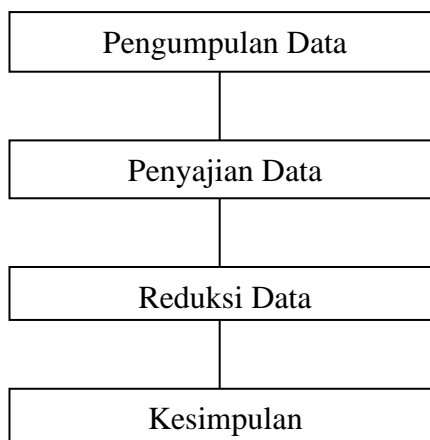 Pengumpulan Data
Penyajian Data
Reduksi Data
Kesimpulan